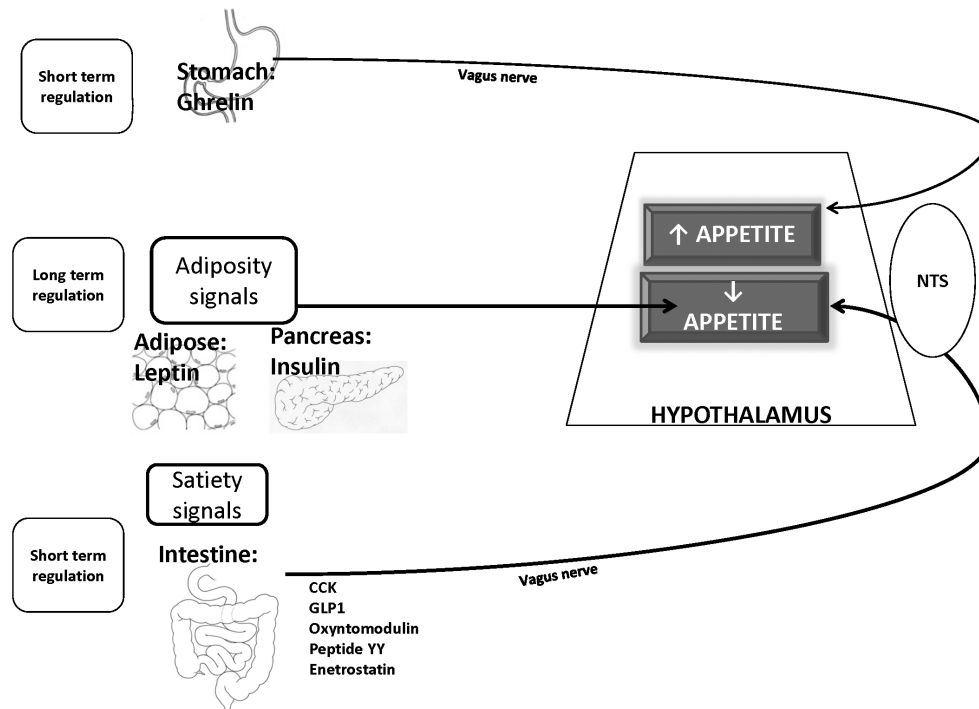 Short term
regulation
Stomach:
Ghrelin
Vagus nerve
↑ APPETITE
Long term
regulation
Adiposity
signals
↓
APPETITE
NTS
Adipose:
Leptin
Pancreas:
Insulin
HYPOTHALAMUS
Satiety
signals
Short term
regulation
Intestine:
Vagus nerve
CCK
GLP1
Oxyntomodulin
Peptide YY
Enetrostatin